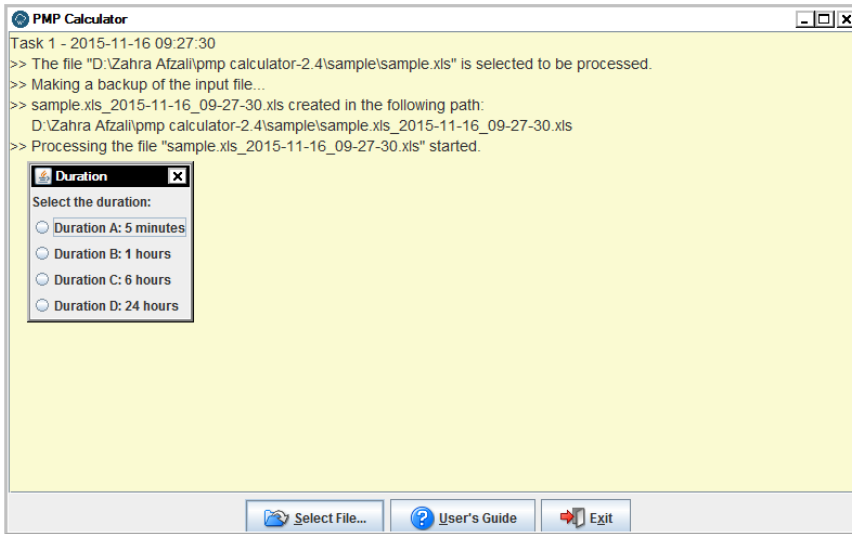 PMP Calculator
Task 1 - 2015-11-16 09:27:30
>> The file "D:\Zahra Afzali\pmp calculator-2.4\sample\sample.xls" is selected to be processed.
>> Making a backup of the input file...
>> sample.xls_2015-11-16_09-27-30.xls created in the following path:
D:\Zahra Afzali\pmp calculator-2.4\sample\sample.xls_2015-11-16_09-27-30.xls
>> Processing the file "sample.xls_2015-11-16_09-27-30.xls" started.
Duration
Select the duration:
Duration A: 5 minutes
Duration B: 1 hours
Duration C: 6 hours
Duration D: 24 hours
Select File... User's Guide Exit